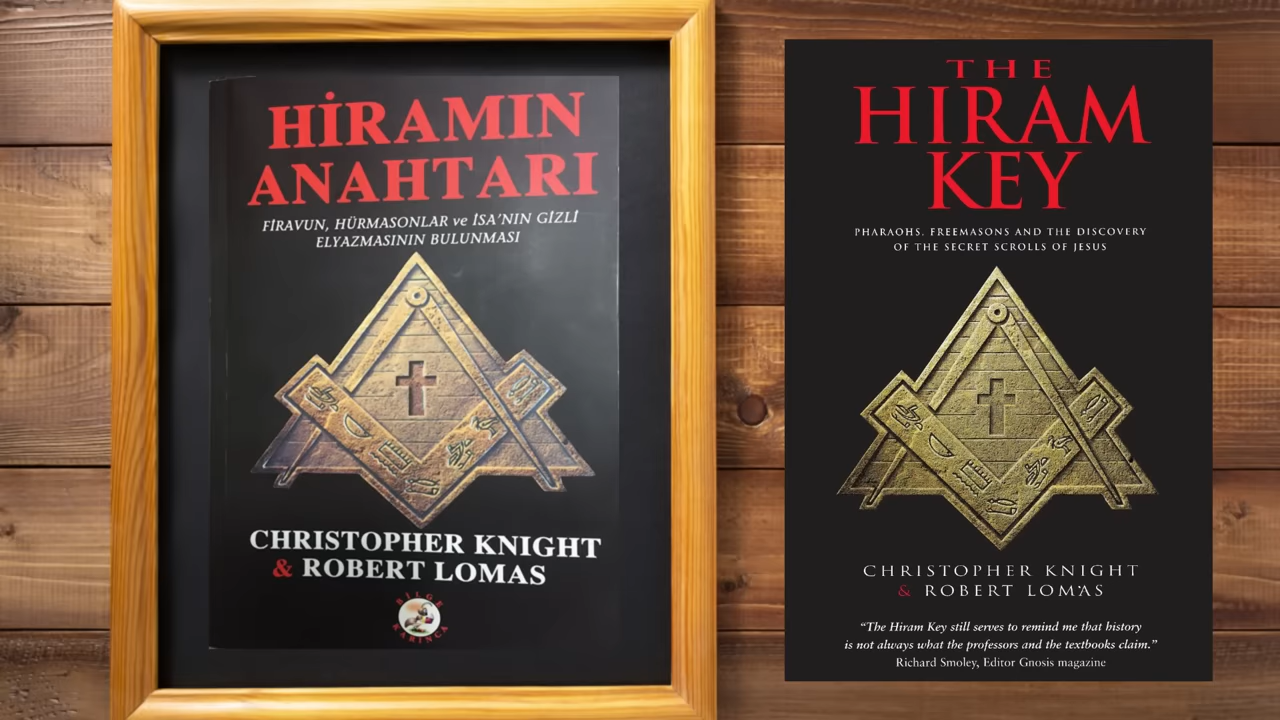 HİRAMIN
ANAHTARI
FİRAVUN, HÜRMASONLAR ve İSA'NIN GİZLİ
ELYAZMASININ BULUNMASI
CHRISTOPHER KNIGHT
& ROBERT LOMAS
BİLGE
KARINCA
THE
HIRAM
KEY
PHARAOHS, FREEMASONS AND THE DISCOVERY
OF THE SECRET SCROLLS OF JESUS
CHRISTOPHER KNIGHT
& ROBERT LOMAS
“The Hiram Key still serves to remind me that history
is not always what the professors and the textbooks claim.”
Richard Smoley, Editor Gnosis magazine